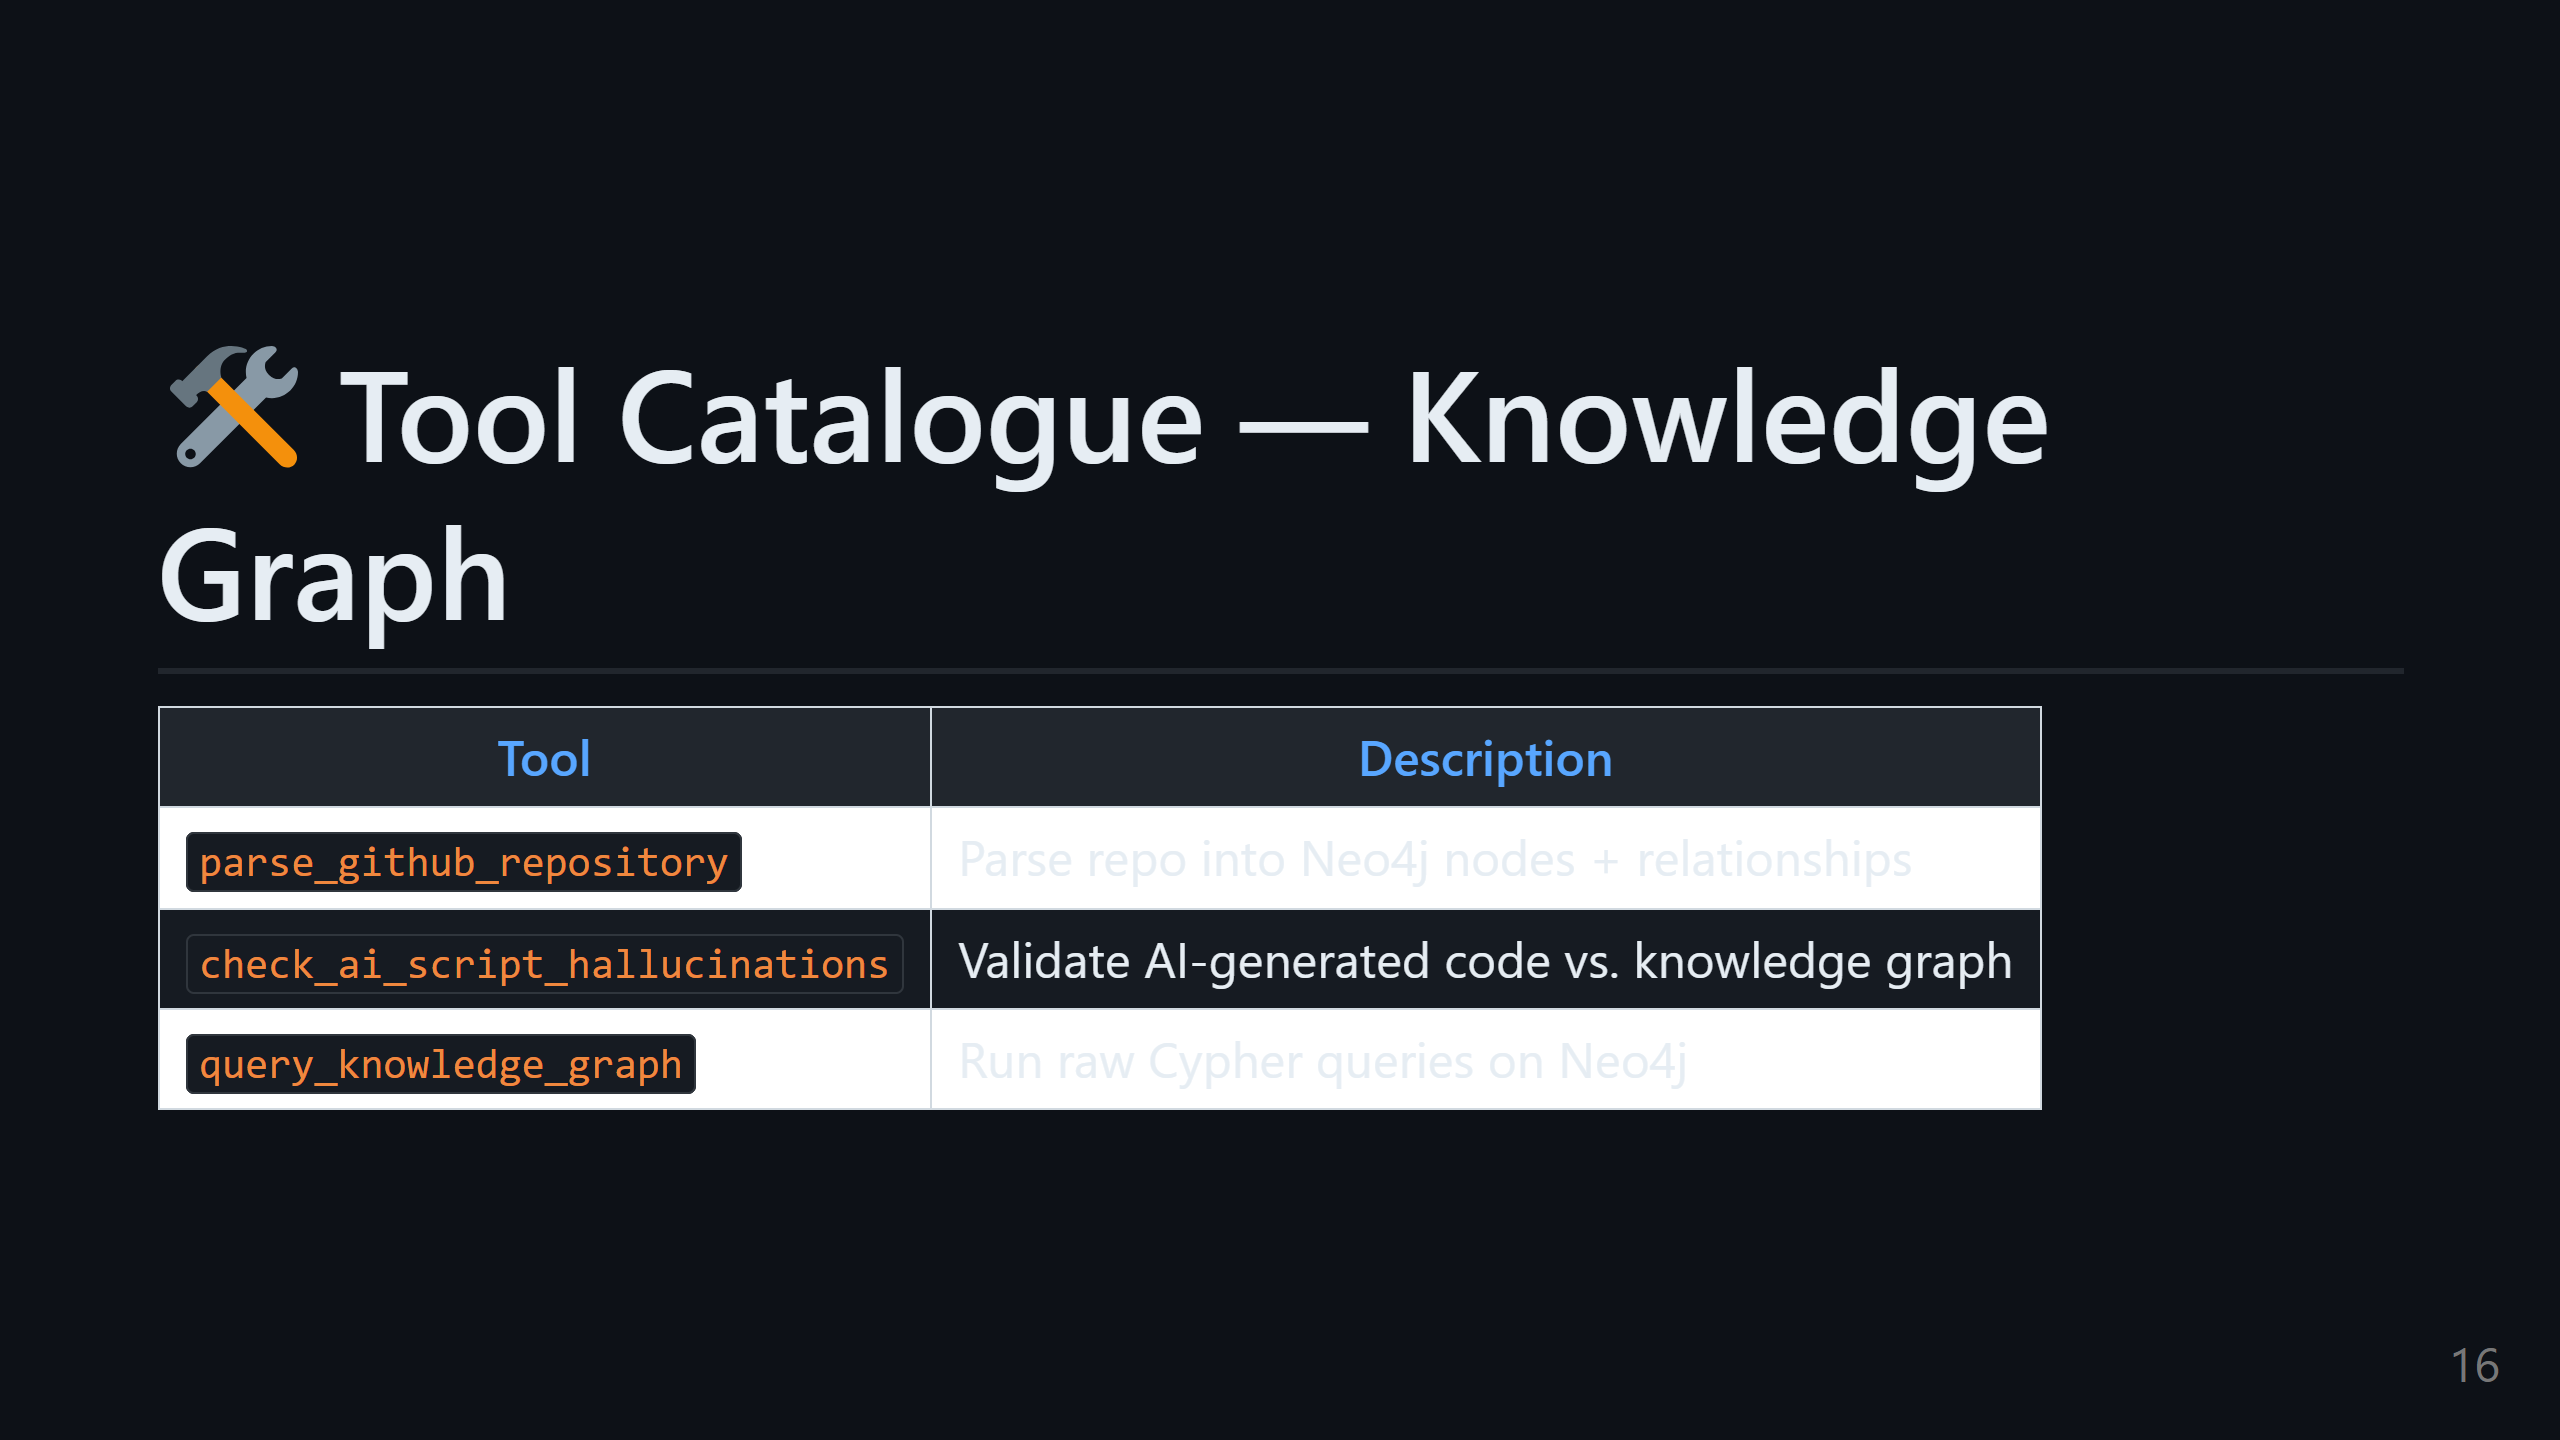 🛠️ Tool Catalogue — Knowledge
Graph
Tool Description
parse_github_repository Parse repo into Neo4j nodes + relationships
check_ai_script_hallucinations Validate AI-generated code vs. knowledge graph
query_knowledge_graph Run raw Cypher queries on Neo4j
16